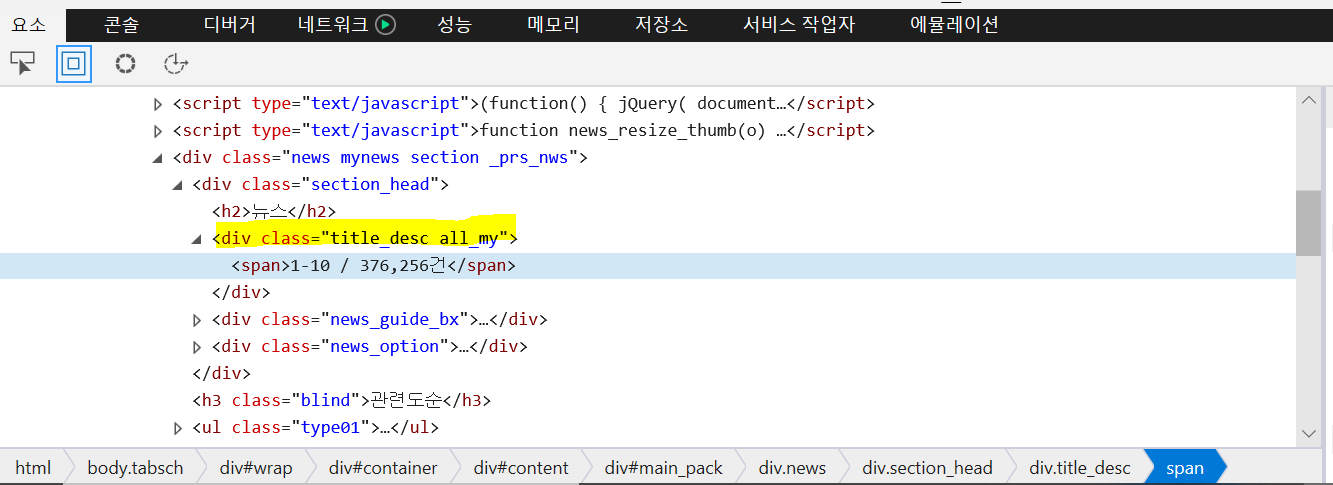 요소 콘솔 디버거 네트워크 성능 메모리 저장소 서비스 작업자 에뮬레이션
<script type="text/javascript">(function() { jQuery( document…</script>
<script type="text/javascript">function news_resize_thumb(o) …</script>
<div class="news mynews section _prs_nws">
<div class="section_head">
<h2>뉴스</h2>
<div class="title_desc all_my">
<span>1-10 / 376,256건</span>
</div>
<div class="news_guide_bx">…</div>
<div class="news_option">…</div>
</div>
<h3 class="blind">관련도순</h3>
<ul class="type01">…</ul>
html body.tabsch div#wrap div#container div#content div#main_pack div.news div.section_head div.title_desc span